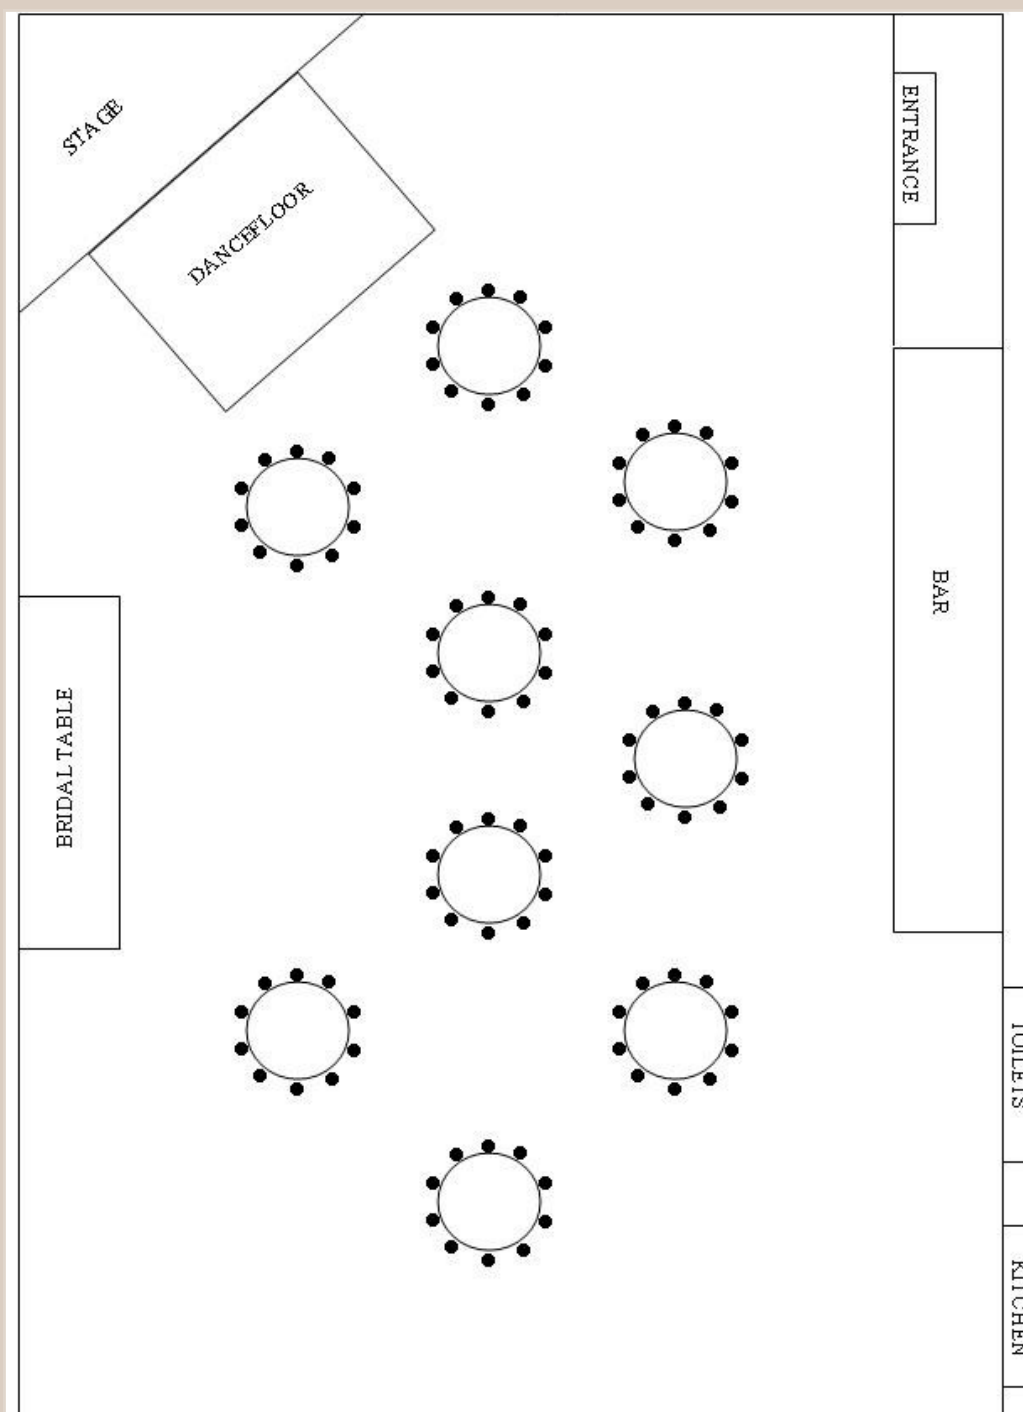 STAGE
ENTRANCE
DANCEFLOOR
BAR
BRIDAL TABLE
TOILETS
KITCHEN